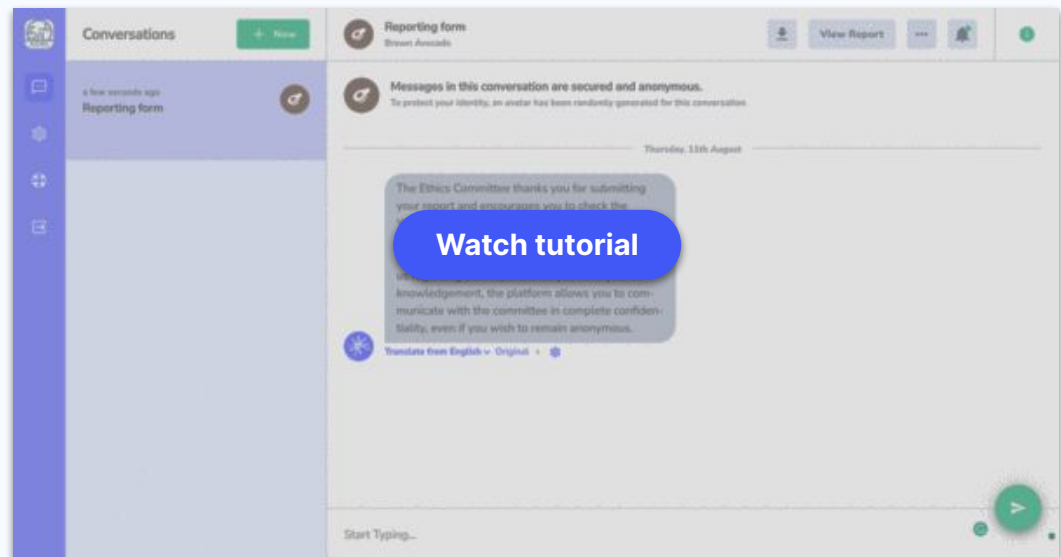 Conversations
+ New
Reporting form
Brown Avocado
View Report
a few seconds ago
Reporting form
Messages in this conversation are secured and anonymous.
To protect your identity, an avatar has been randomly generated for this conversation
Thursday, 11th August
The Ethics Committee thanks you for submitting
your report and encourages you to check the
Watch tutorial
knowledgement, the platform allows you to com-
municate with the committee in complete confiden-
tiality, even if you wish to remain anonymous.
Translate from English Original
Start Typing...